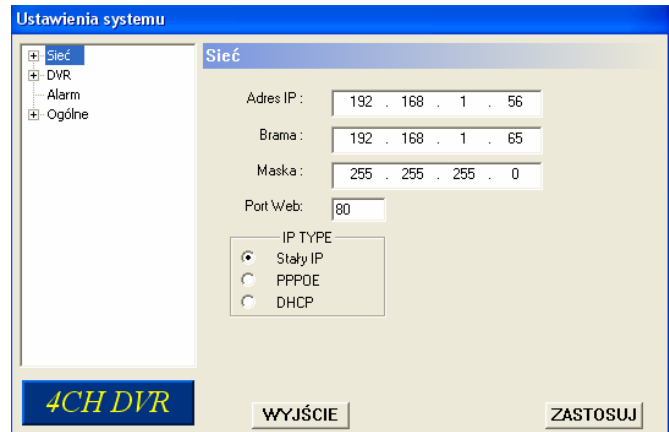 Ustawienia systemu
Sieć
DVR
Alarm
Ogólne
Sieć
Adres IP : 192 . 168 . 1 . 56
Brama : 192 . 168 . 1 . 65
Maska : 255 . 255 . 255 . 0
Port Web: 80
IP TYPE
Stały IP
PPPOE
DHCP
4CH DVR
WYJŚCIE
ZASTOSUJ